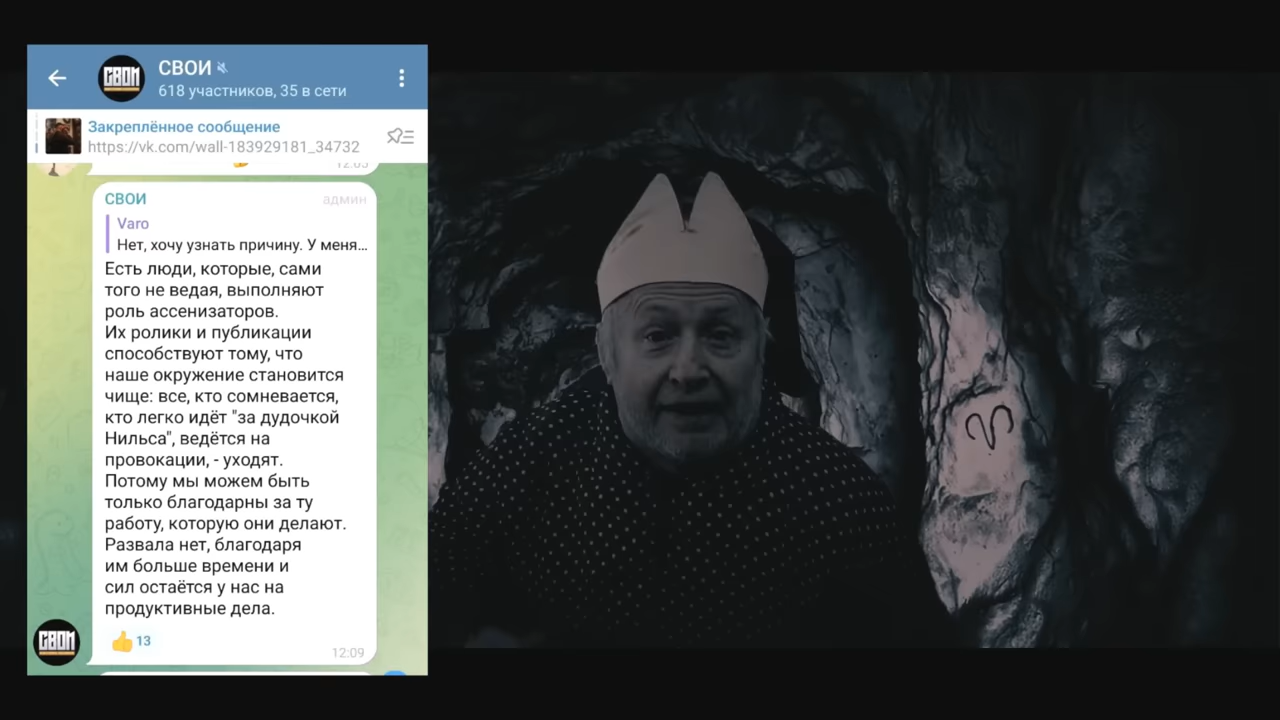 СВОИ
618 участников, 35 в сети
Закреплённое сообщение
https://vk.com/wall-183929181_34732
12:05
СВОИ
админ
Varo
Нет, хочу узнать причину. У меня...
Есть люди, которые, сами
того не ведая, выполняют
роль ассенизаторов.
Их ролики и публикации
способствуют тому, что
наше окружение становится
чище: все, кто сомневается,
кто легко идёт "за дудочкой
Нильса", ведётся на
провокации, - уходят.
Потому мы можем быть
только благодарны за ту
работу, которую они делают.
Развала нет, благодаря
им больше времени и
сил остаётся у нас на
продуктивные дела.
13
12:09
СВОИ